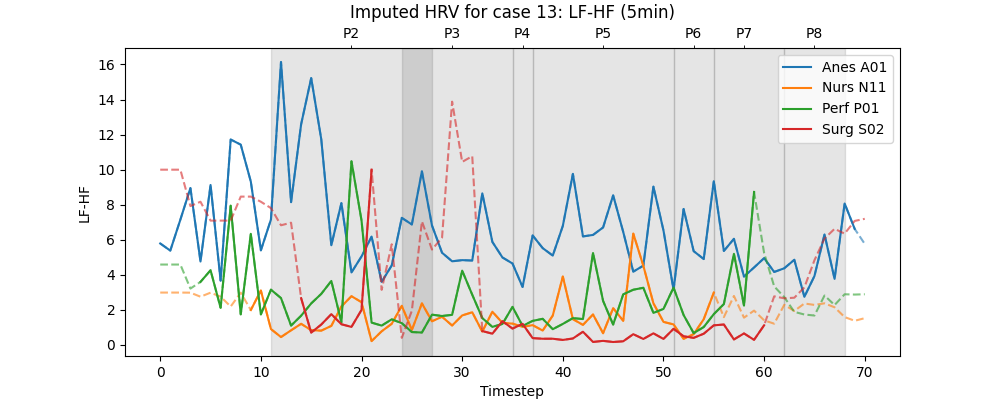 Imputed HRV for case 13: LF-HF (5min)
P2 P3 P4 P5 P6 P7 P8
Anes A01
Nurs N11
Perf P01
Surg S02
16
14
12
10
8
6
4
2
0
LF-HF
0 10 20 30 40 50 60 70
Timestep